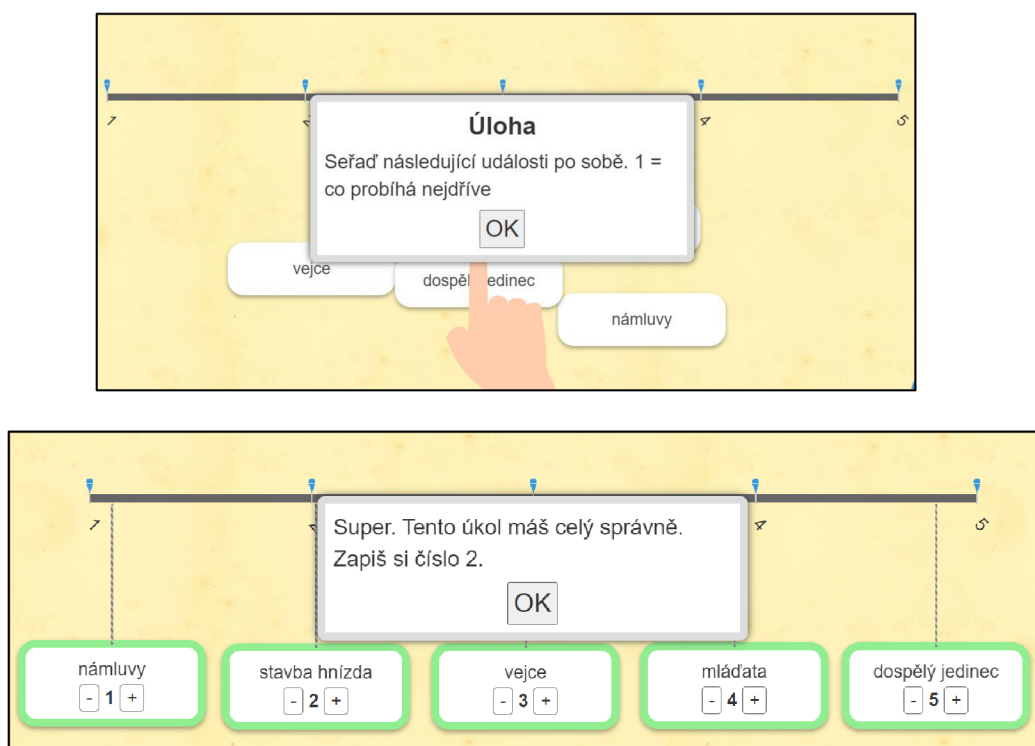 1
4
5
Úloha
Seřaď následující události po sobě. 1 =
co probíhá nejdříve
OK
vejce
dospěl edinec
námluvy
1
4
5
Super. Tento úkol máš celý správně.
Zapiš si číslo 2.
OK
námluvy
- 1 +
stavba hnízda
- 2 +
vejce
- 3 +
mláďata
- 4 +
dospělý jedinec
- 5 +